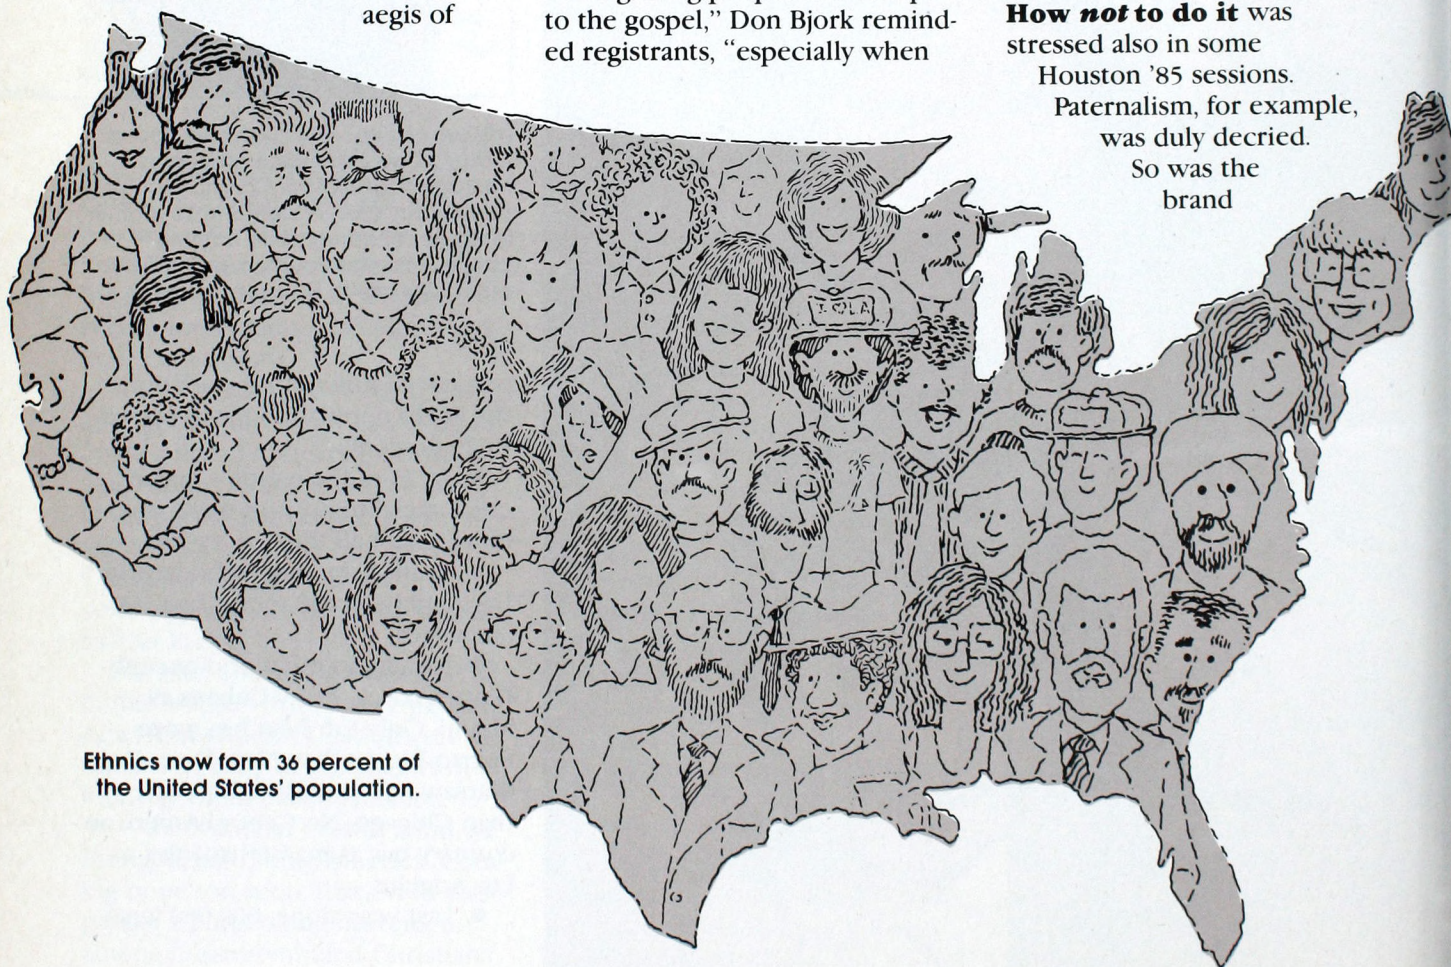 aegis of
to the gospel,” Don Bjork remind-
ed registrants, “especially when
How not to do it was
stressed also in some
Houston ’85 sessions.
Paternalism, for example,
was duly decried.
So was the
brand
Ethnics now form 36 percent of
the United States’ population.